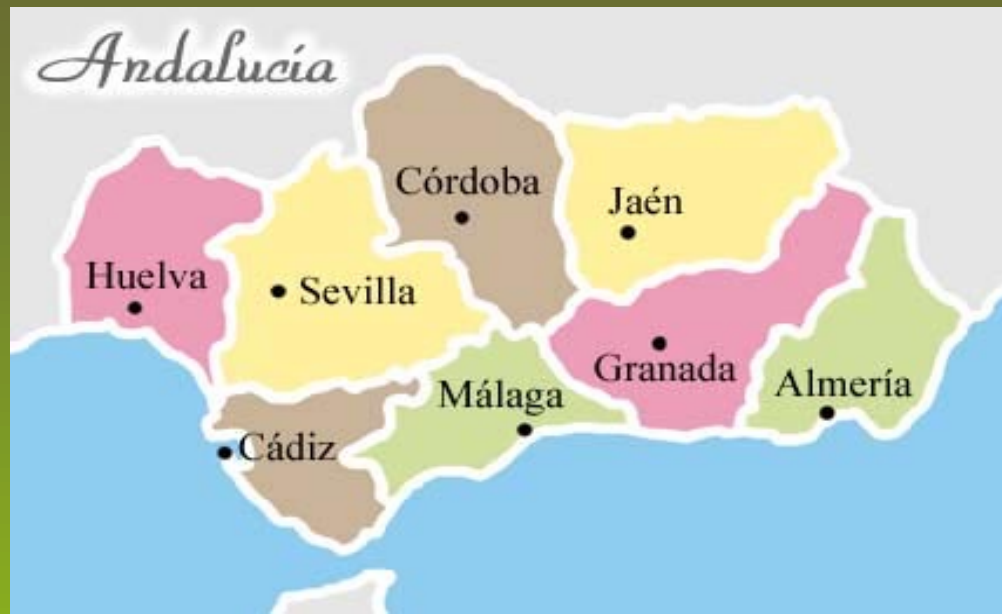 Andalucía
Córdoba
Jaén
Huelva
Sevilla
Granada
Málaga
Almería
Cádiz